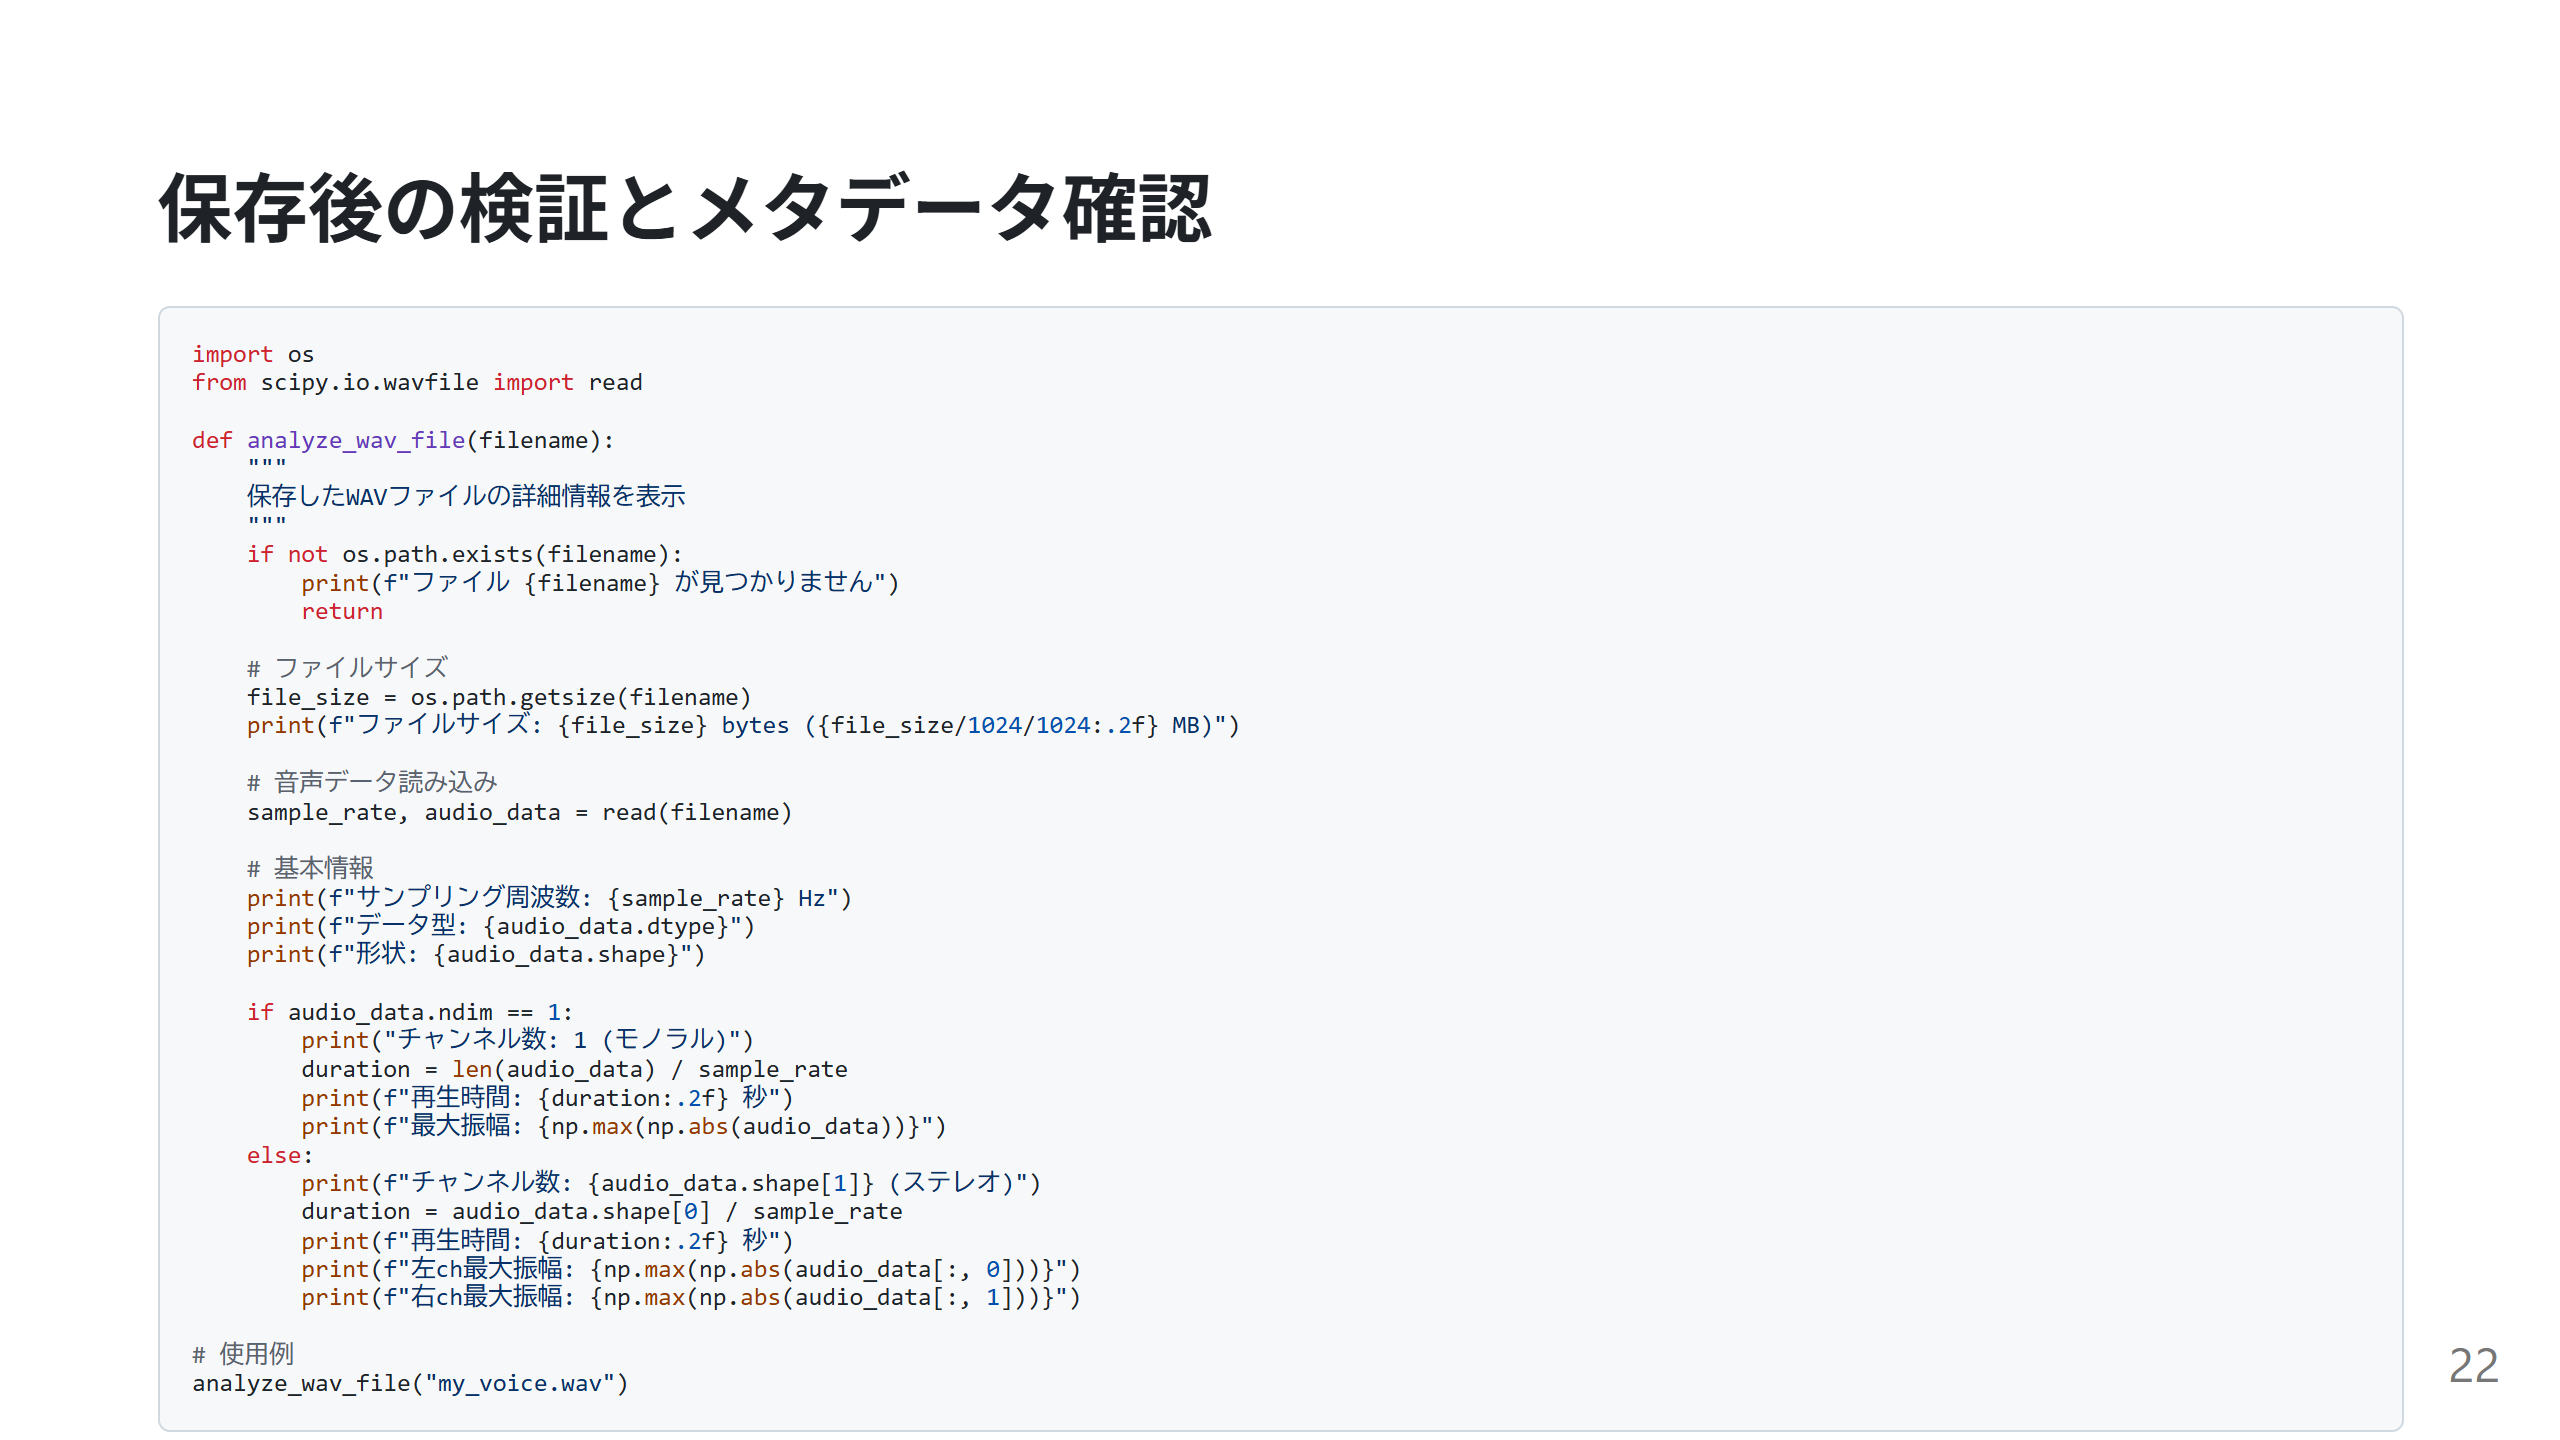 保存後の検証とメタデータ確認
import os
from scipy.io.wavfile import read
def analyze_wav_file(filename):
    """
    保存したWAVファイルの詳細情報を表示
    """
    if not os.path.exists(filename):
        print(f"ファイル {filename} が見つかりません")
        return
    # ファイルサイズ
    file_size = os.path.getsize(filename)
    print(f"ファイルサイズ: {file_size} bytes ({file_size/1024/1024:.2f} MB)")
    # 音声データ読み込み
    sample_rate, audio_data = read(filename)
    # 基本情報
    print(f"サンプリング周波数: {sample_rate} Hz")
    print(f"データ型: {audio_data.dtype}")
    print(f"形状: {audio_data.shape}")
    if audio_data.ndim == 1:
        print("チャンネル数: 1 (モノラル)")
        duration = len(audio_data) / sample_rate
        print(f"再生時間: {duration:.2f} 秒")
        print(f"最大振幅: {np.max(np.abs(audio_data))}")
    else:
        print(f"チャンネル数: {audio_data.shape[1]} (ステレオ)")
        duration = audio_data.shape[0] / sample_rate
        print(f"再生時間: {duration:.2f} 秒")
        print(f"左ch最大振幅: {np.max(np.abs(audio_data[:, 0]))}")
        print(f"右ch最大振幅: {np.max(np.abs(audio_data[:, 1]))}")
# 使用例
analyze_wav_file("my_voice.wav")
22